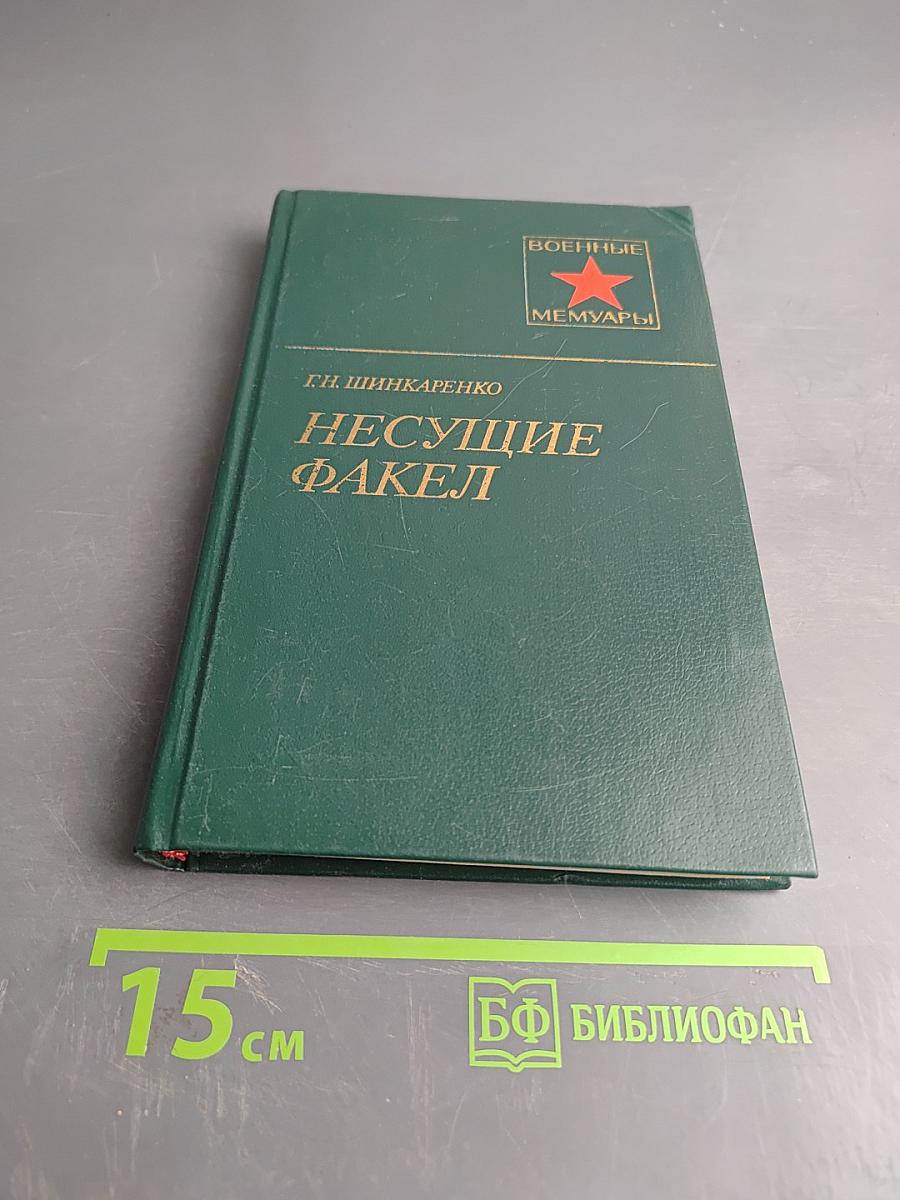 ВОЕННЫЕ
МЕМУАРЫ
Г.Н. ШИНКАРЕНКО
НЕСУЩИЕ
ФАКЕЛ
15 см
БФ БИБЛИОФАН